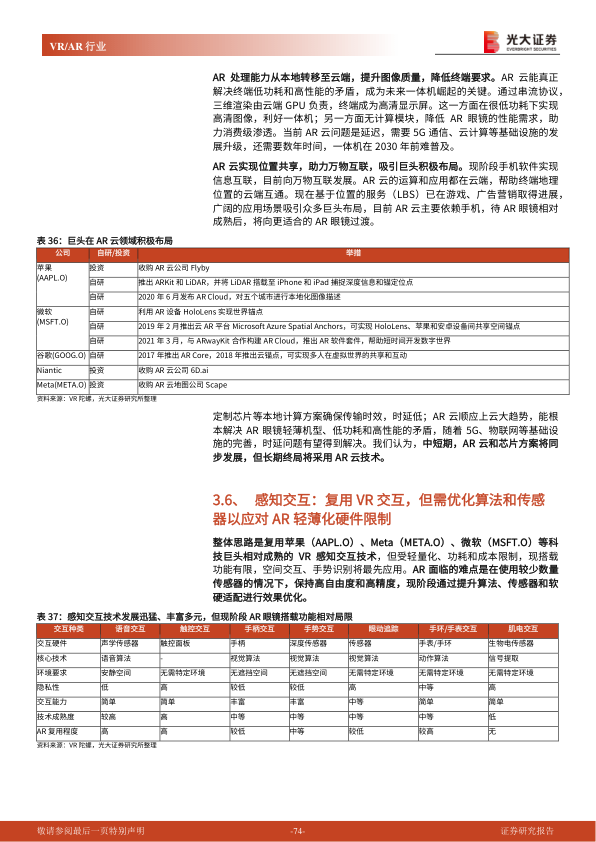 VR/AR 行业
光大证券
EVERBRIGHT SECURITIES
AR 处理能力从本地转移至云端，提升图像质量，降低终端要求。AR 云能真正
解决终端低功耗和高性能的矛盾，成为未来一体机崛起的关键。通过串流协议，
三维渲染由云端 GPU 负责，终端成为高清显示屏。这一方面在很低功耗下实现
高清图像，利好一体机；另一方面无计算模块，降低 AR 眼镜的性能需求，助
力消费级渗透。当前 AR 云问题是延迟，需要 5G 通信、云计算等基础设施的发
展升级，还需要数年时间，一体机在 2030 年前难普及。
AR 云实现位置共享，助力万物互联，吸引巨头积极布局。现阶段手机软件实现
信息互联，目前向万物互联发展。AR 云的运算和应用都在云端，帮助终端地理
位置的云端互通。现在基于位置的服务（LBS）已在游戏、广告营销取得进展，
广阔的应用场景吸引众多巨头布局，目前 AR 云主要依赖手机，待 AR 眼镜相对
成熟后，将向更适合的 AR 眼镜过渡。
表 36：巨头在 AR 云领域积极布局
公司 自研/投资 举措
苹果 投资 收购 AR 云公司 Flyby
(AAPL.O)
自研 推出 ARKit 和 LiDAR，并将 LiDAR 搭载至 iPhone 和 iPad 捕捉深度信息和锚定位点
自研 2020 年 6 月发布 AR Cloud，对五个城市进行本地化图像描述
微软 自研 利用 AR 设备 HoloLens 实现世界锚点
(MSFT.O)
自研 2019 年 2 月推出云 AR 平台 Microsoft Azure Spatial Anchors，可实现 HoloLens、苹果和安卓设备间共享空间锚点
自研 2021 年 3 月，与 ARwayKit 合作构建 AR Cloud，推出 AR 软件套件，帮助短时间开发数字世界
谷歌(GOOG.O) 自研 2017 年推出 AR Core，2018 年推出云锚点，可实现多人在虚拟世界的共享和互动
Niantic 投资 收购 AR 云公司 6D.ai
Meta(META.O) 投资 收购 AR 云地图公司 Scape
资料来源：VR 陀螺，光大证券研究所整理
定制芯片等本地计算方案确保传输时效，时延低；AR 云顺应上云大趋势，能根
本解决 AR 眼镜轻薄机型、低功耗和高性能的矛盾，随着 5G、物联网等基础设
施的完善，时延问题有望得到解决。我们认为，中短期，AR 云和芯片方案将同
步发展，但长期终局将采用 AR 云技术。
3.6、 感知交互：复用 VR 交互，但需优化算法和传感
器以应对 AR 轻薄化硬件限制
整体思路是复用苹果（AAPL.O）、Meta（META.O）、微软（MSFT.O）等科
技巨头相对成熟的 VR 感知交互技术，但受轻量化、功耗和成本限制，现搭载
功能有限，空间交互、手势识别将最先应用。AR 面临的难点是在使用较少数量
传感器的情况下，保持高自由度和高精度，现阶段通过提升算法、传感器和软
硬适配进行效果优化。
表 37：感知交互技术发展迅猛、丰富多元，但现阶段 AR 眼镜搭载功能相对局限
交互种类 语音交互 触控交互 手柄交互 手势交互 眼动追踪 手环/手表交互 肌电交互
交互硬件 声学传感器 触控面板 手柄 深度传感器 传感器 手表/手环 生物电传感器
核心技术 语音算法 - 视觉算法 视觉算法 视觉算法 动作算法 信号提取
环境要求 安静空间 无需特定环境 无遮挡空间 无遮挡空间 无需特定环境 无需特定环境 无需特定环境
隐私性 低 高 较低 较低 高 中等 高
交互能力 简单 简单 丰富 丰富 中等 简单 简单
技术成熟度 较高 高 中等 中等 中等 中等 低
AR 复用程度 高 高 较低 中等 较低 较高 无
资料来源：VR 陀螺，光大证券研究所整理
敬请参阅最后一页特别声明 -74- 证券研究报告